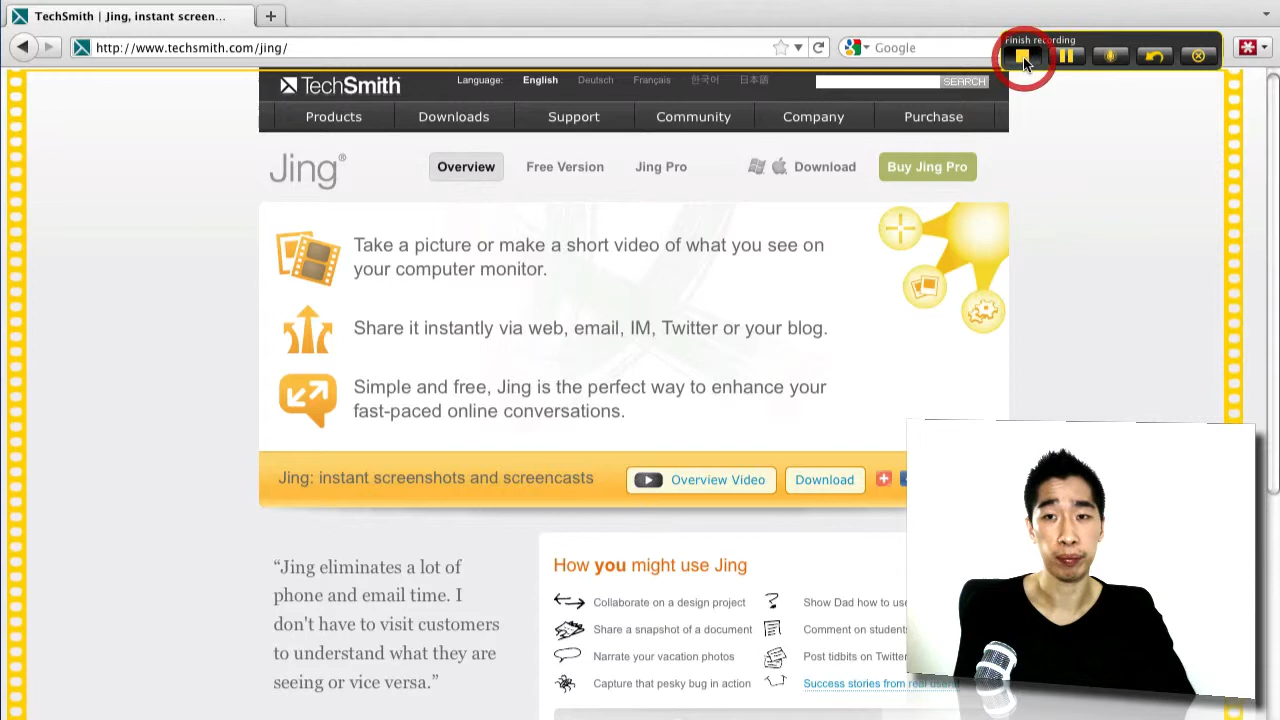 TechSmith | Jing, instant screen...
http://www.techsmith.com/jing/
Google
Finish recording
TechSmith
Language: English Deutsch Français 한국어 日本語
SEARCH
Products Downloads Support Community Company Purchase
Jing® Overview Free Version Jing Pro Download Buy Jing Pro
Take a picture or make a short video of what you see on
your computer monitor.
Share it instantly via web, email, IM, Twitter or your blog.
Simple and free, Jing is the perfect way to enhance your
fast-paced online conversations.
Jing: instant screenshots and screencasts Overview Video Download
“Jing eliminates a lot of
phone and email time. I
don't have to visit customers
to understand what they are
seeing or vice versa.”
How you might use Jing
Collaborate on a design project
Share a snapshot of a document
Narrate your vacation photos
Capture that pesky bug in action
Show Dad how to use
Comment on students
Post tidbits on Twitter
Success stories from real